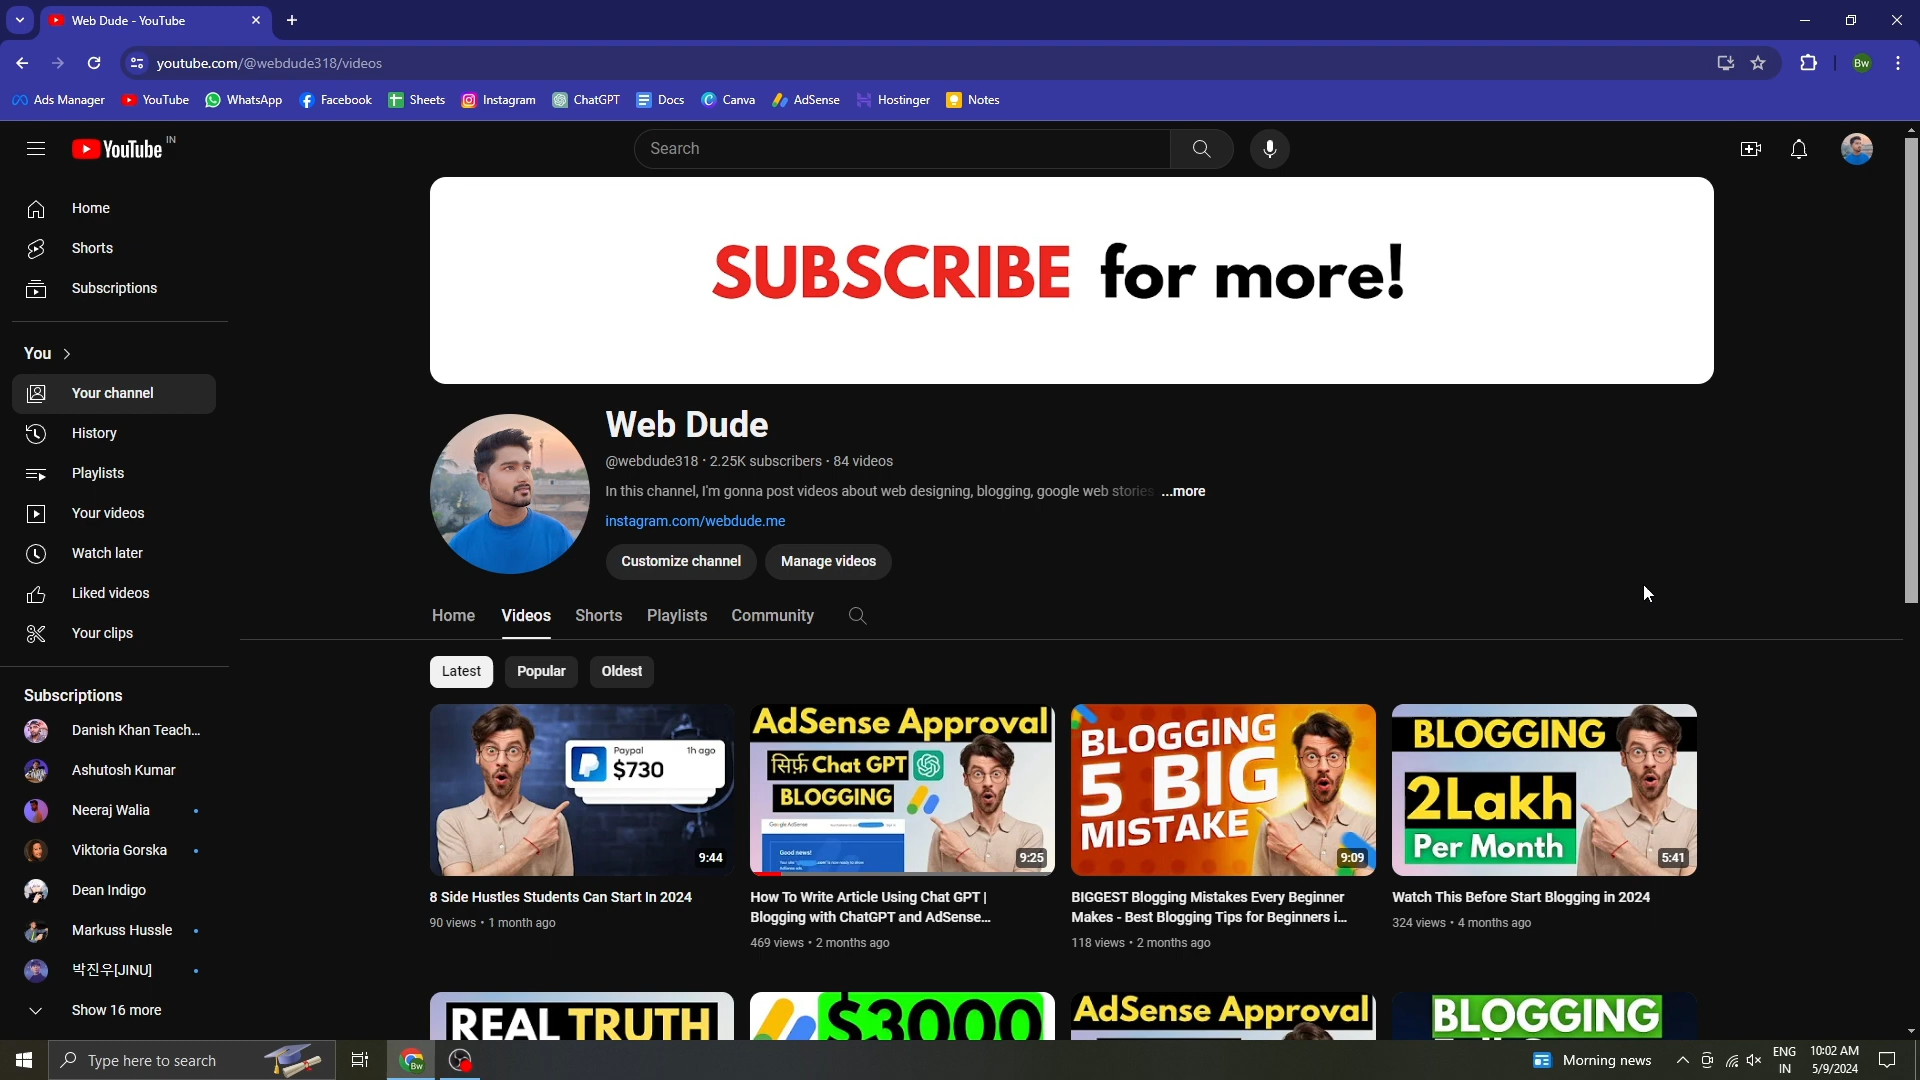 Web Dude - YouTube
youtube.com/@webdude318/videos
Bw
Ads Manager YouTube WhatsApp Facebook Sheets Instagram ChatGPT Docs Canva AdSense Hostinger Notes
YouTube IN
Search
Home
Shorts
Subscriptions
You
Your channel
History
Playlists
Your videos
Watch later
Liked videos
Your clips
Subscriptions
Danish Khan Teach...
Ashutosh Kumar
Neeraj Walia
Viktoria Gorska
Dean Indigo
Markuss Hussle
박진우[JINU]
Show 16 more
SUBSCRIBE for more!
Web Dude
@webdude318 • 2.25K subscribers • 84 videos
In this channel, I'm gonna post videos about web designing, blogging, google web stories ...more
instagram.com/webdude.me
Customize channel Manage videos
Home Videos Shorts Playlists Community
Latest Popular Oldest
Paypal 1h ago
$730
9:44
8 Side Hustles Students Can Start In 2024
90 views • 1 month ago
AdSense Approval
सिर्फ़ Chat GPT
BLOGGING
Google AdSense
Good news!
9:25
How To Write Article Using Chat GPT |
Blogging with ChatGPT and AdSense...
469 views • 2 months ago
BLOGGING
5 BIG
MISTAKE
9:09
BIGGEST Blogging Mistakes Every Beginner
Makes - Best Blogging Tips for Beginners i...
118 views • 2 months ago
BLOGGING
2Lakh
Per Month
5:41
Watch This Before Start Blogging in 2024
324 views • 4 months ago
REAL TRUTH
$3000
AdSense Approval
BLOGGING
Type here to search
Bw
Morning news
ENG
IN
10:02 AM
5/9/2024